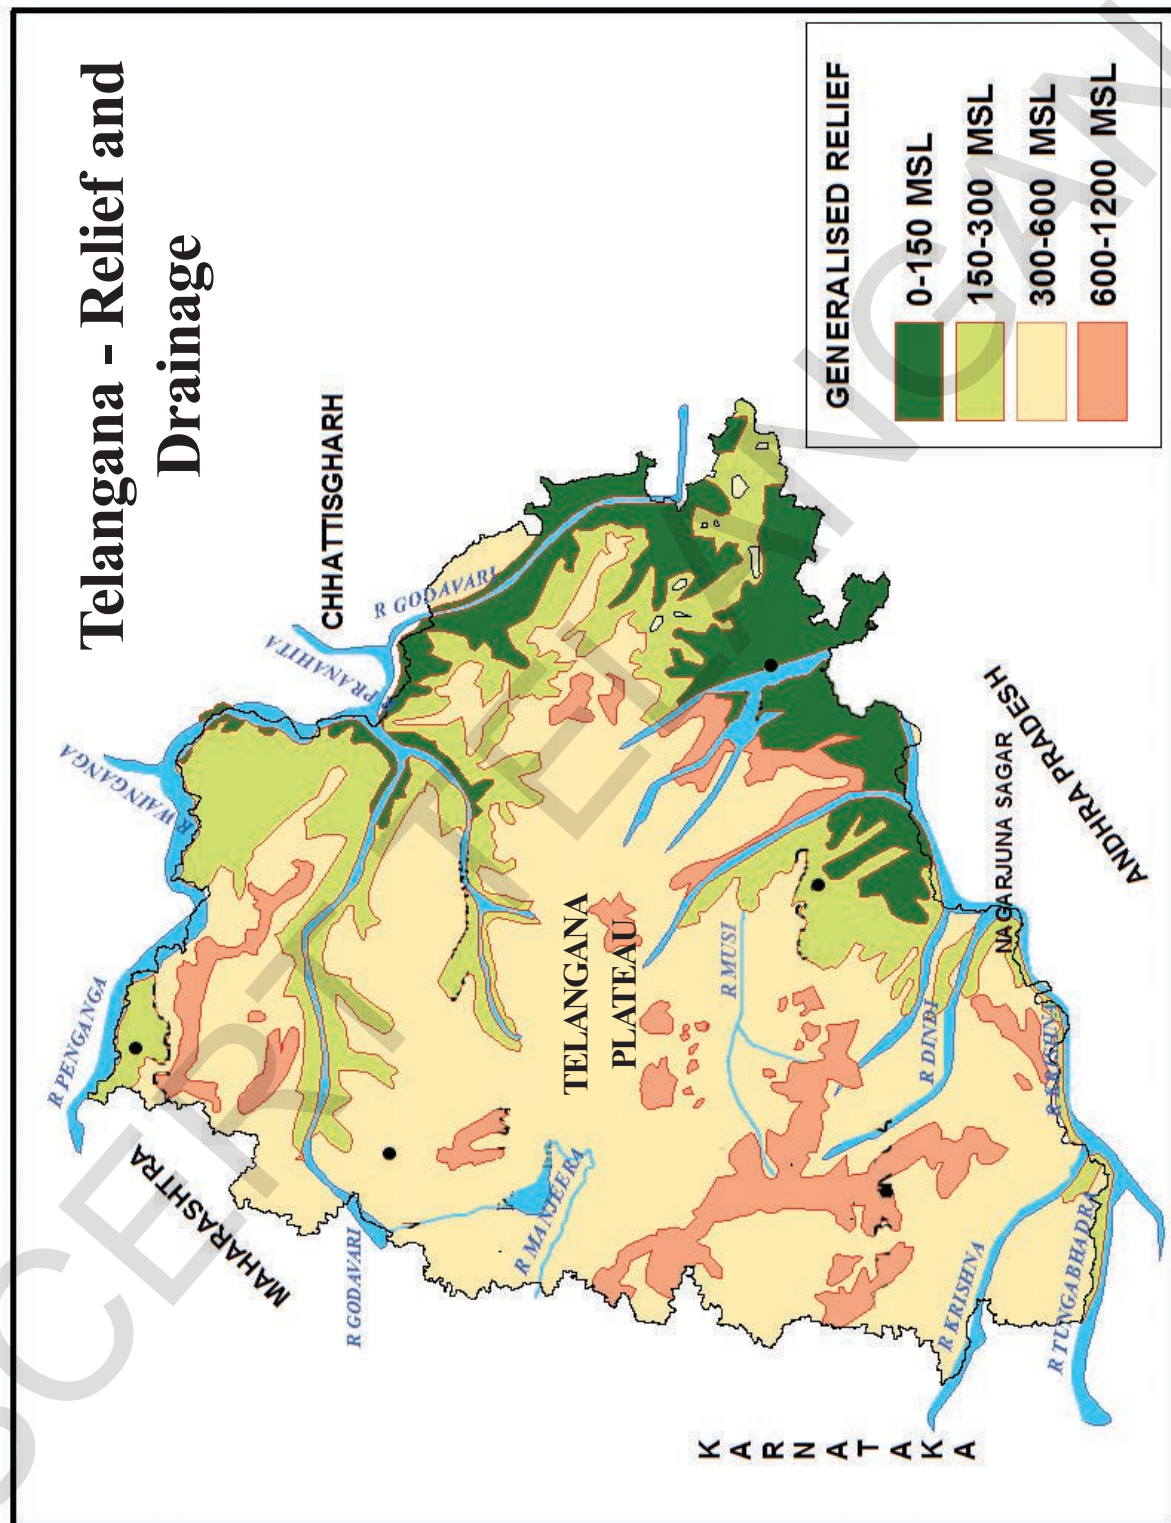 Telangana - Relief and
Drainage
CHHATTISGHARH
R GODAVARI
R PRANAHITA
R WAINGANGA
R PENGANGA
MAHARASHTRA
R GODAVARI
R MANJEERA
TELANGANA
PLATEAU
R MUSI
R DINDI
R KRISHNA
NAGARJUNA SAGAR
ANDHRA PRADESH
R KRISHNA
R TUNGABHADRA
KARNATAKA
GENERALISED RELIEF
0-150 MSL
150-300 MSL
300-600 MSL
600-1200 MSL
SCERT TELANGANA